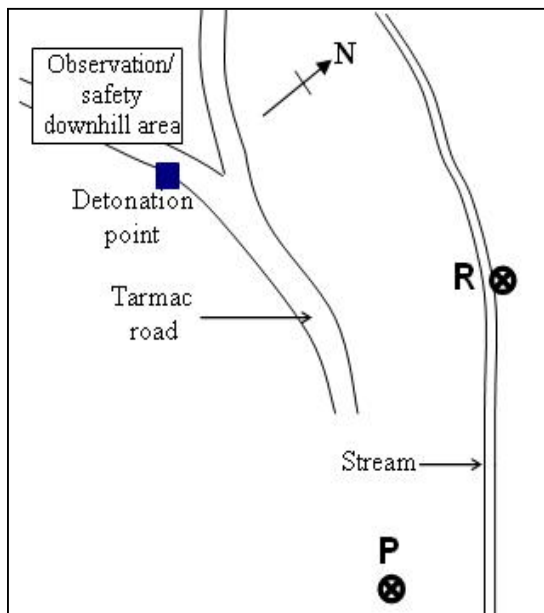 Observation/
safety
downhill area
N
Detonation
point
R
Tarmac
road
Stream
P